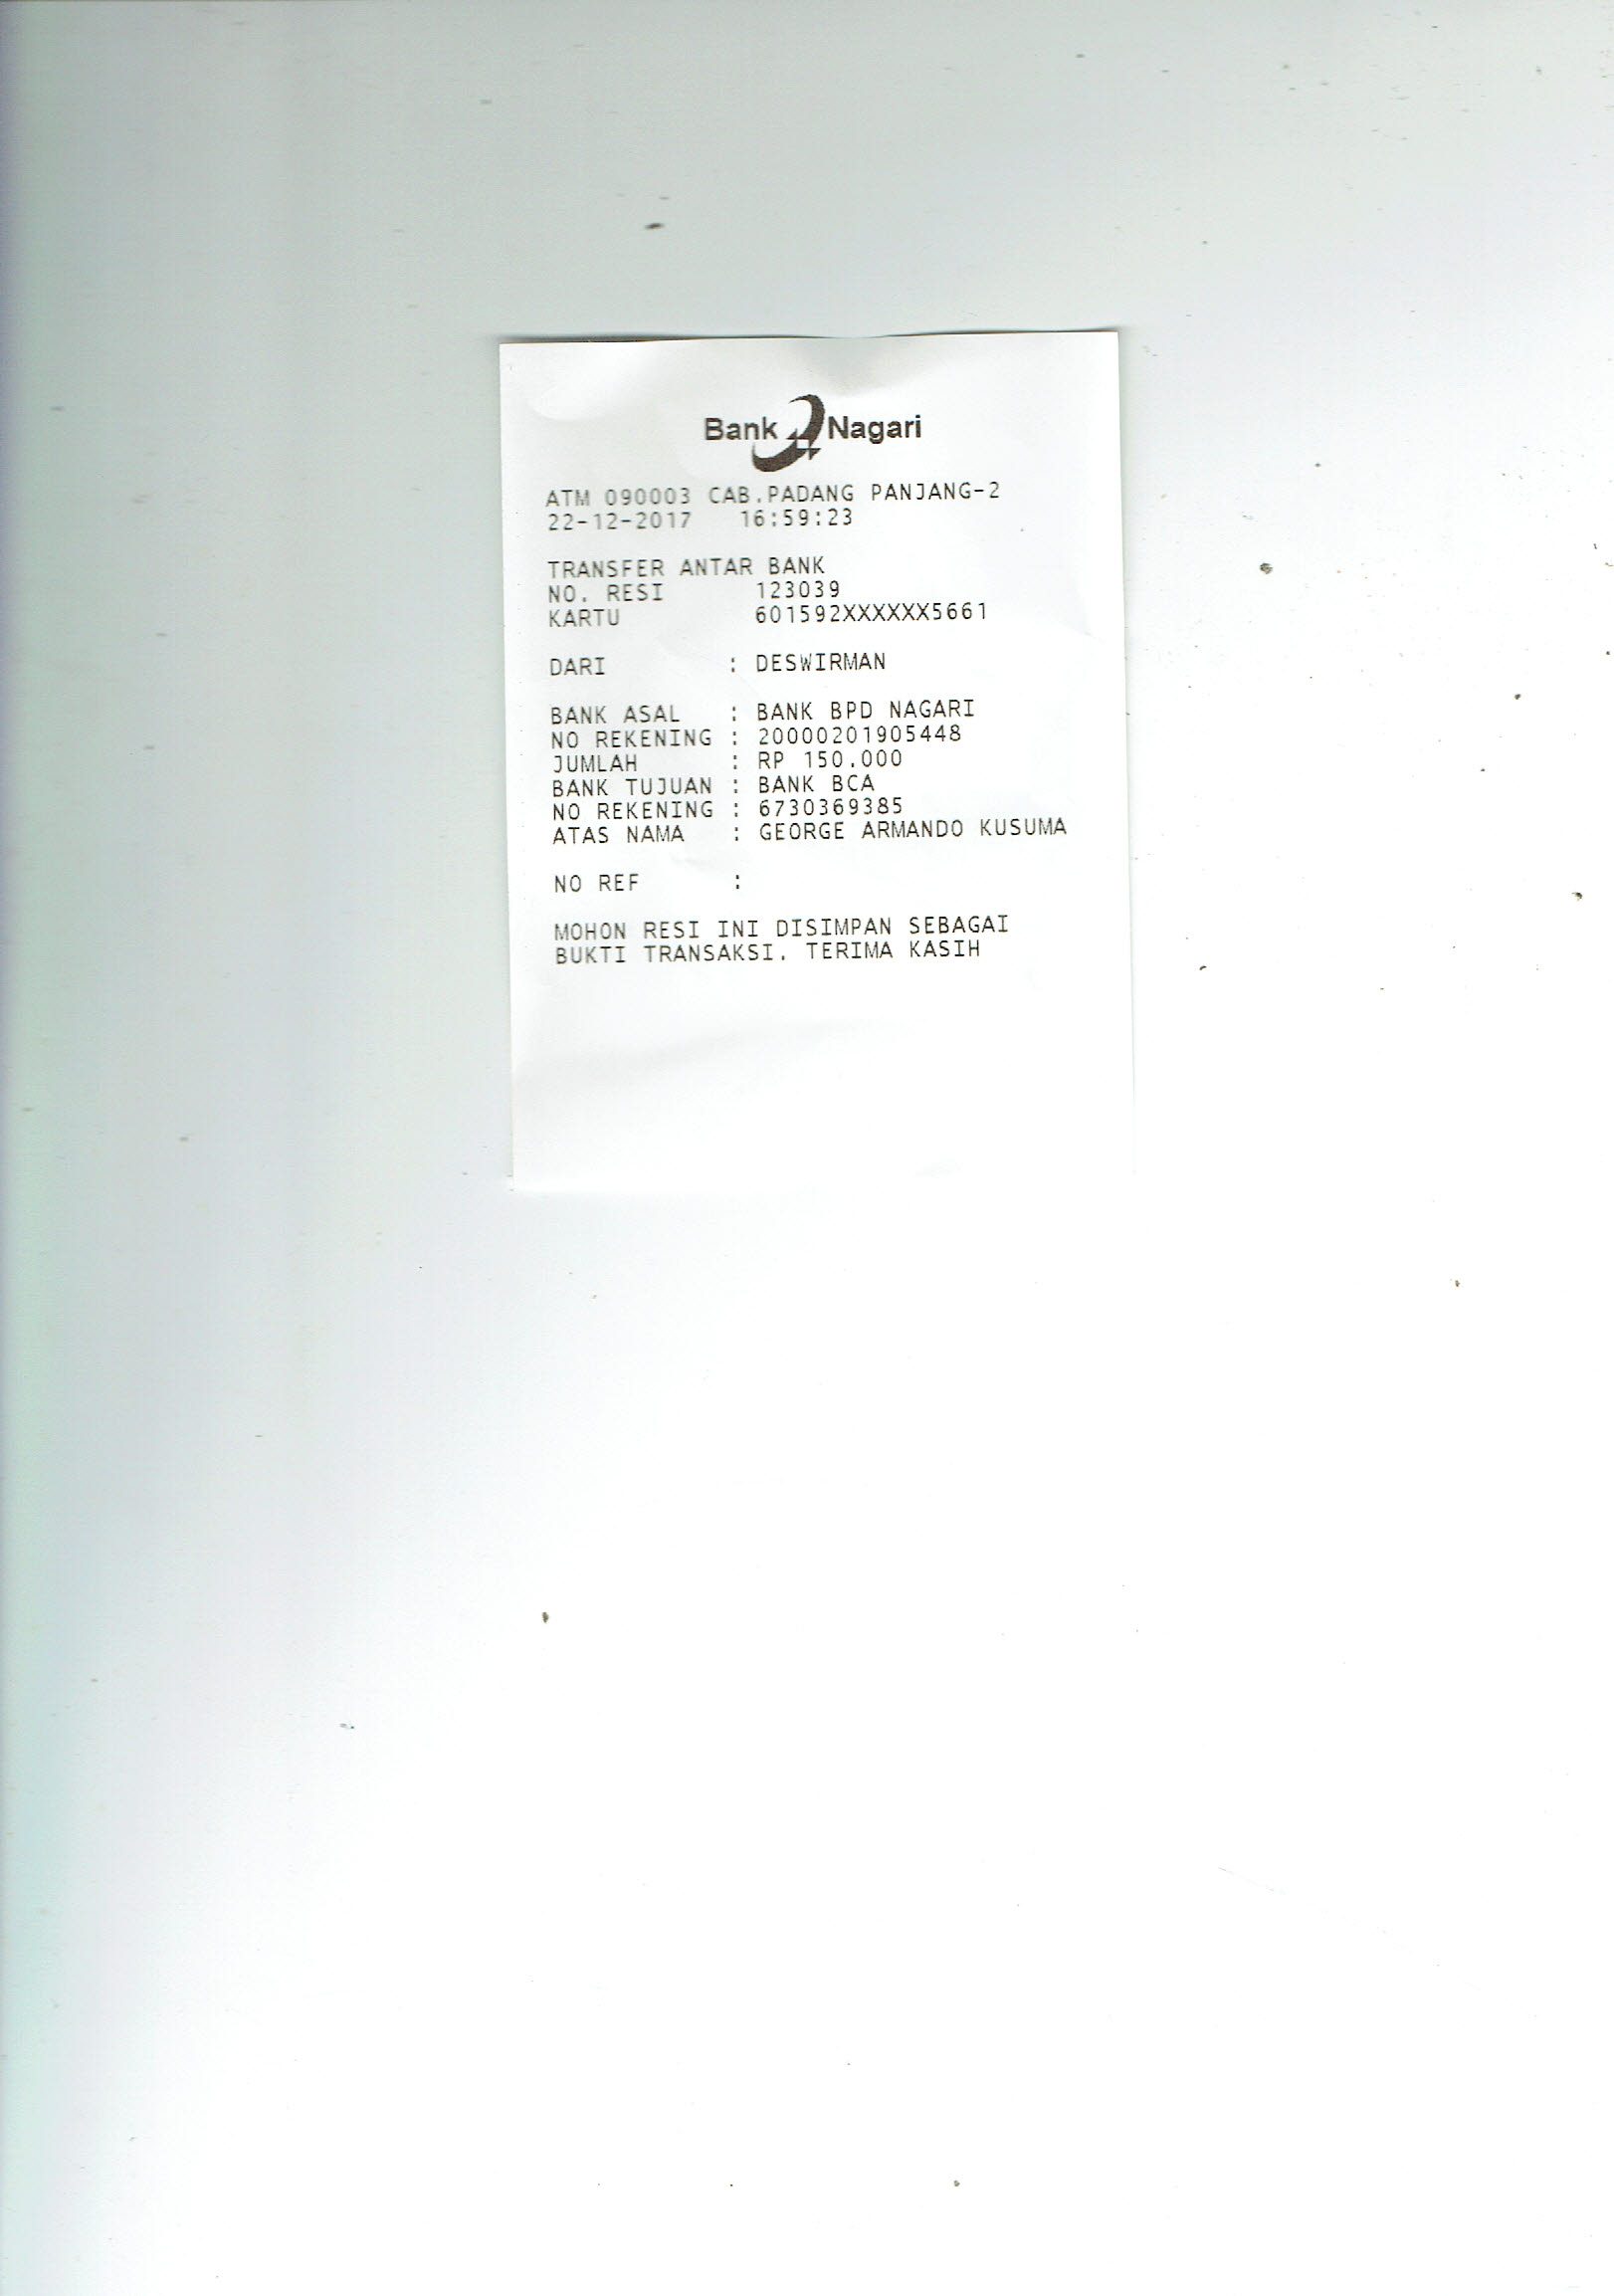 Bank Nagari
ATM 090003 CAB.PADANG PANJANG-2
22-12-2017 16:59:23
TRANSFER ANTAR BANK
NO. RESI 123039
KARTU 601592XXXXXX5661
DARI : DESWIRMAN
BANK ASAL : BANK BPD NAGARI
NO REKENING : 20000201905448
JUMLAH : RP 150.000
BANK TUJUAN : BANK BCA
NO REKENING : 6730369385
ATAS NAMA : GEORGE ARMANDO KUSUMA
NO REF :
MOHON RESI INI DISIMPAN SEBAGAI
BUKTI TRANSAKSI. TERIMA KASIH